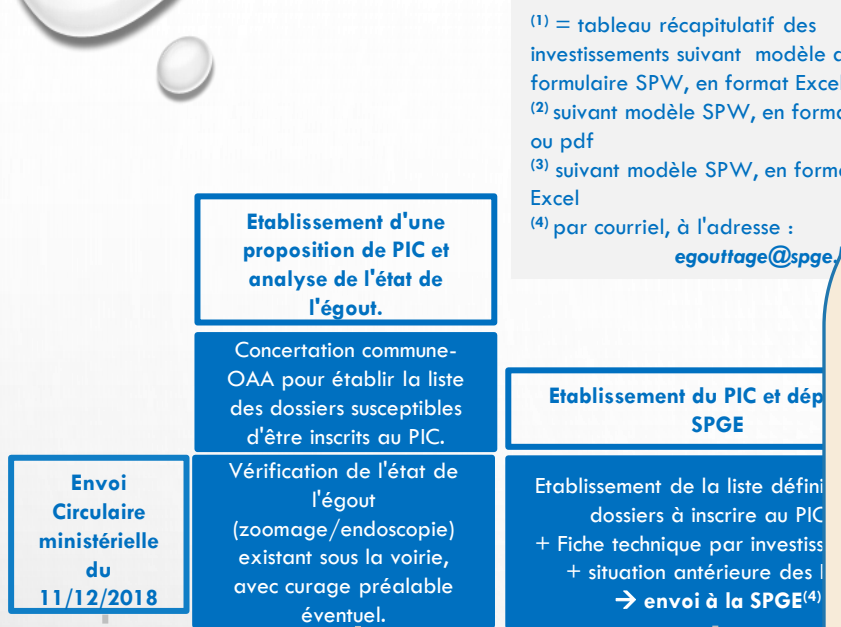 (1) = tableau récapitulatif des
investissements suivant modèle
formulaire SPW, en format Excel
(2) suivant modèle SPW, en
ou pdf
(3) suivant modèle SPW, en
Excel
(4) par courriel, à l'adresse :
egouttage@spge.
Etablissement d'une
proposition de PIC et
analyse de l'état de
l'égout.
Concertation commune-
OAA pour établir la liste
des dossiers susceptibles
d'être inscrits au PIC.
Vérification de l'état de
l'égout
(zoomage/endoscopie)
existant sous la voirie,
avec curage préalable
éventuel.
Envoi
Circulaire
ministérielle
du
11/12/2018
Etablissement du PIC et
SPGE
Etablissement de la liste
dossiers à inscrire au PIC
+ Fiche technique par
+ situation antérieure des
→ envoi à la SPGE(4)